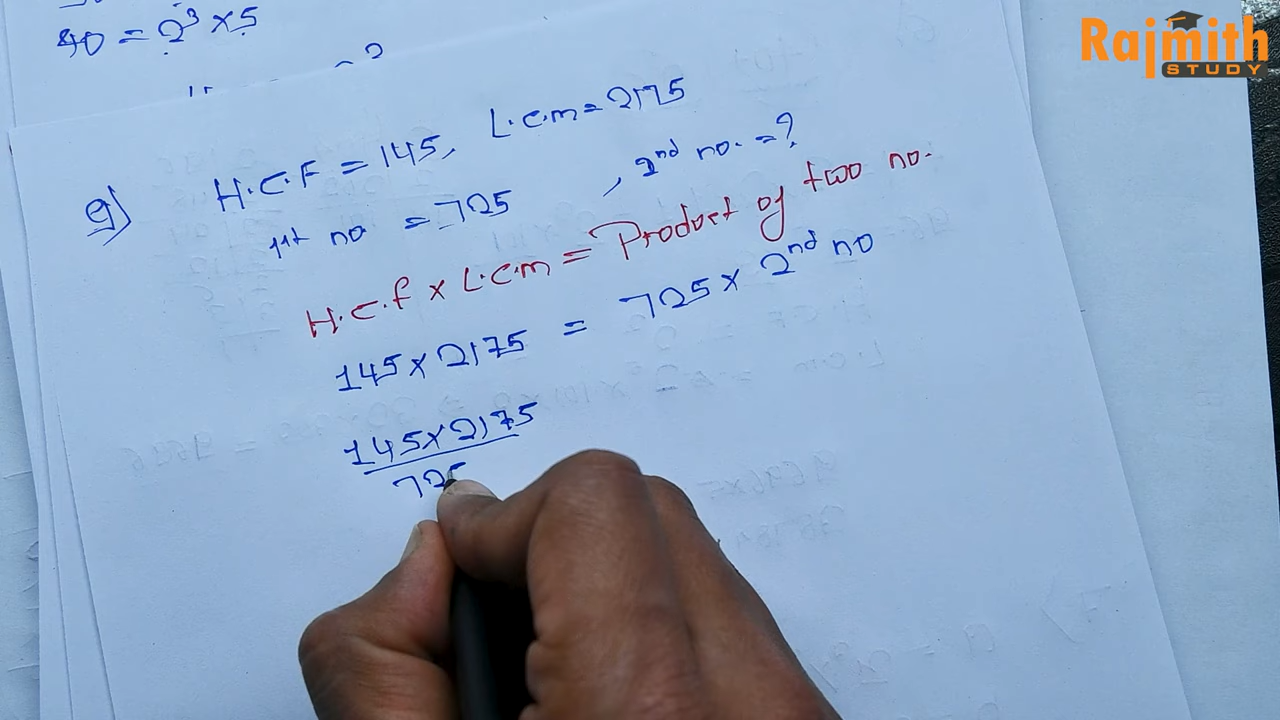 Rajmith
STUDY
40 = 2³ × 5
9) H.C.F = 145, L.C.m = 2175
1st no. = 725, 2nd no. = ?
H.C.f × L.C.m = Product of two no.
145 × 2175 = 725 × 2nd no
145 × 2175
725